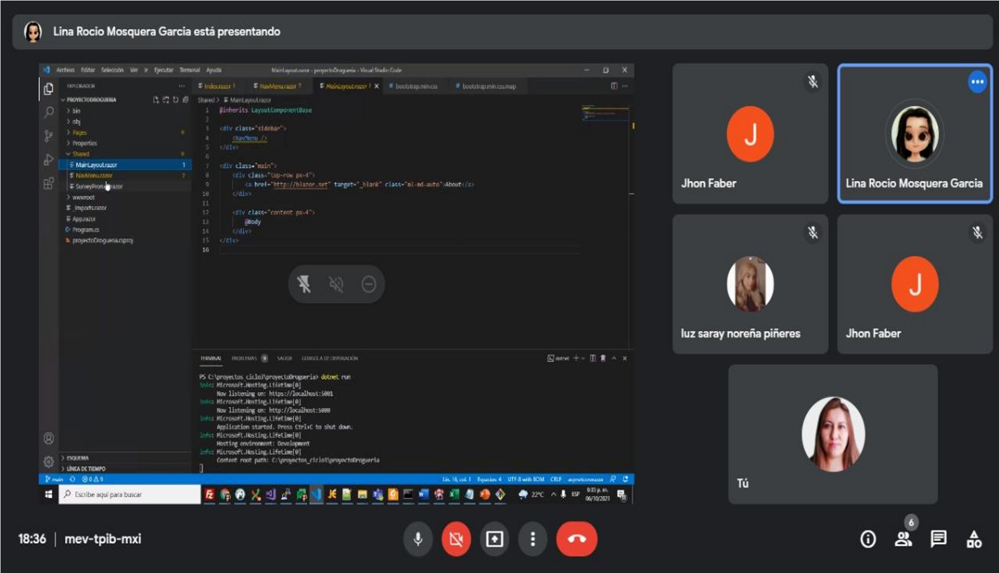 Lina Rocio Mosquera Garcia está presentando
Archivo Editar Selección Ver Ir Ejecutar Terminal Ayuda
MainLayout.razor - proyectoDrogueria - Visual Studio Code
EXPLORADOR
Index.razor 1
NavMenu.razor 7
MainLayout.razor 1
# bootstrap.min.css
# bootstrap.min.css.map
PROYECTODROGUERIA
bin
obj
Pages
Properties
Shared
MainLayout.razor 1
NavMenu.razor 7
razor
wwwroot
_Imports.razor
App.razor
Program.cs
proyectoDrogueria.csproj
Shared > MainLayout.razor
1 @inherits LayoutComponentBase
2
3 <div class="sidebar">
4 <NavMenu />
5 </div>
6
7 <div class="main">
8 <div class="top-row px-4">
9 <a href="http://blazor.net" target="_blank" class="ml-md-auto">About</a>
10 </div>
11
12 <div class="content px-4">
13 @Body
14 </div>
15 </div>
16
TERMINAL PROBLEMAS 9 SALIDA CONSOLA DE DEPURACIÓN
dotnet
PS C:\proyectos_ciclo3\proyectoDrogueria> dotnet run
info: Microsoft.Hosting.Lifetime[0]
Now listening on: https://localhost:5001
info: Microsoft.Hosting.Lifetime[0]
Now listening on: http://localhost:5000
info: Microsoft.Hosting.Lifetime[0]
Application started. Press Ctrl+C to shut down.
info: Microsoft.Hosting.Lifetime[0]
Hosting environment: Development
info: Microsoft.Hosting.Lifetime[0]
Content root path: C:\proyectos_ciclo3\proyectoDrogueria
ESQUEMA
LÍNEA DE TIEMPO
main 0 9
Lín. 16, col. 1 Espacios: 4 UTF-8 with BOM CRLF aspnetcorerazor
Escribe aquí para buscar
22°C
ESP
06/10/2021
J
Jhon Faber
Lina Rocio Mosquera Garcia
luz saray noreña piñeres
J
Jhon Faber
Tú
18:36 | mev-tpib-mxi
6